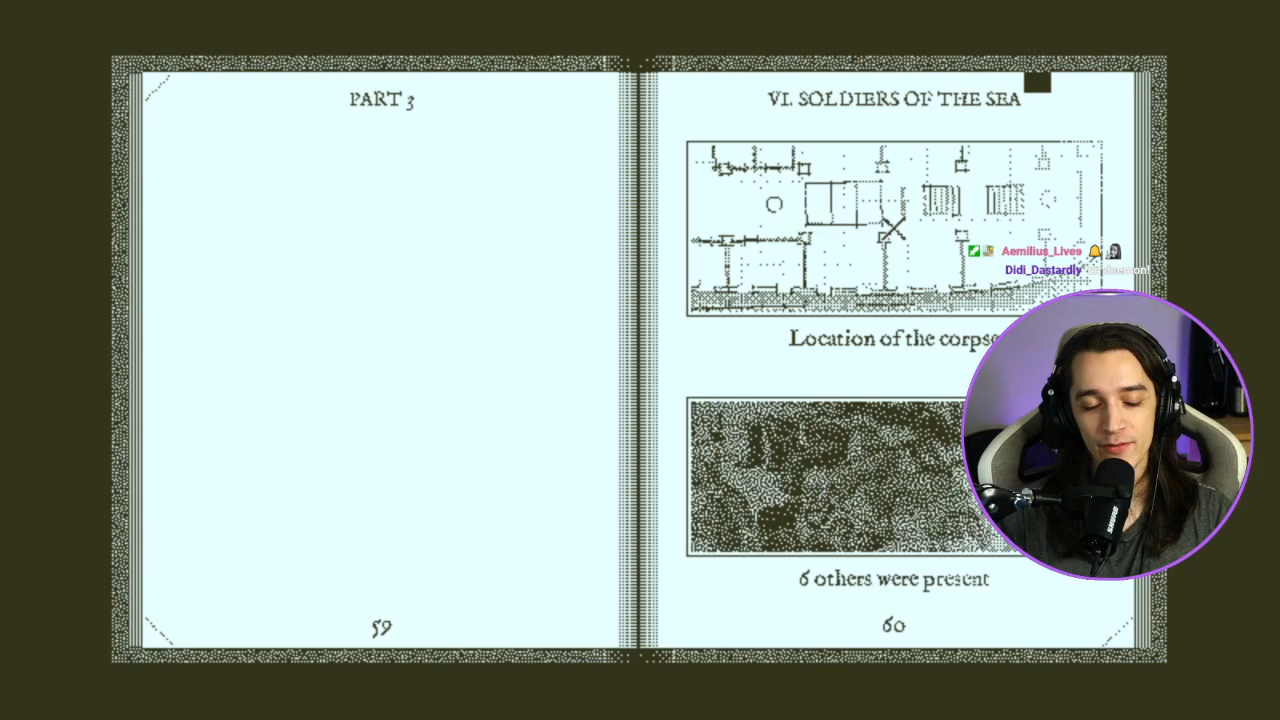 PART 3
VI. SOLDIERS OF THE SEA
Aemilius_Lives
Didi_Dastardly
Location of the corpse
SHURE
6 others were present
59
60